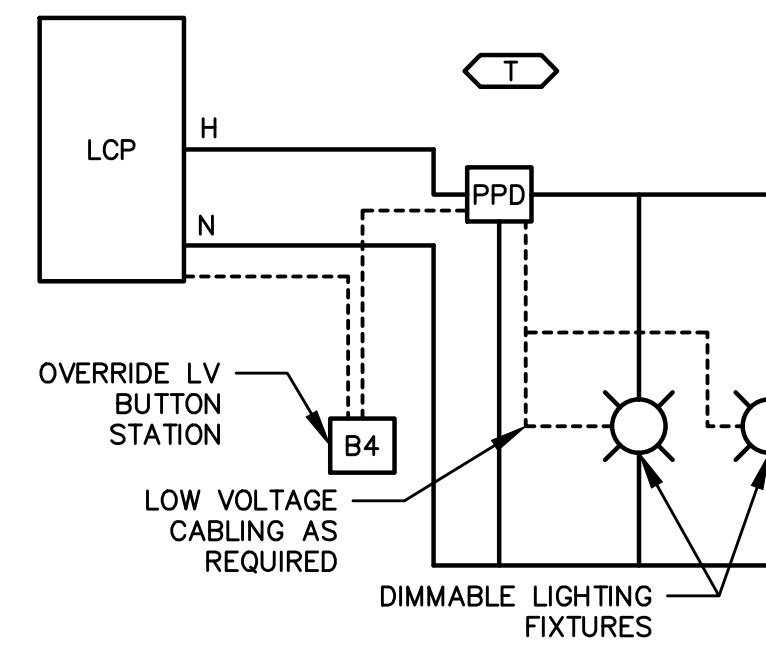 T
H
LCP
PPD
N
OVERRIDE LV
BUTTON
STATION
B4
LOW VOLTAGE
CABLING AS
REQUIRED
DIMMABLE LIGHTING
FIXTURES